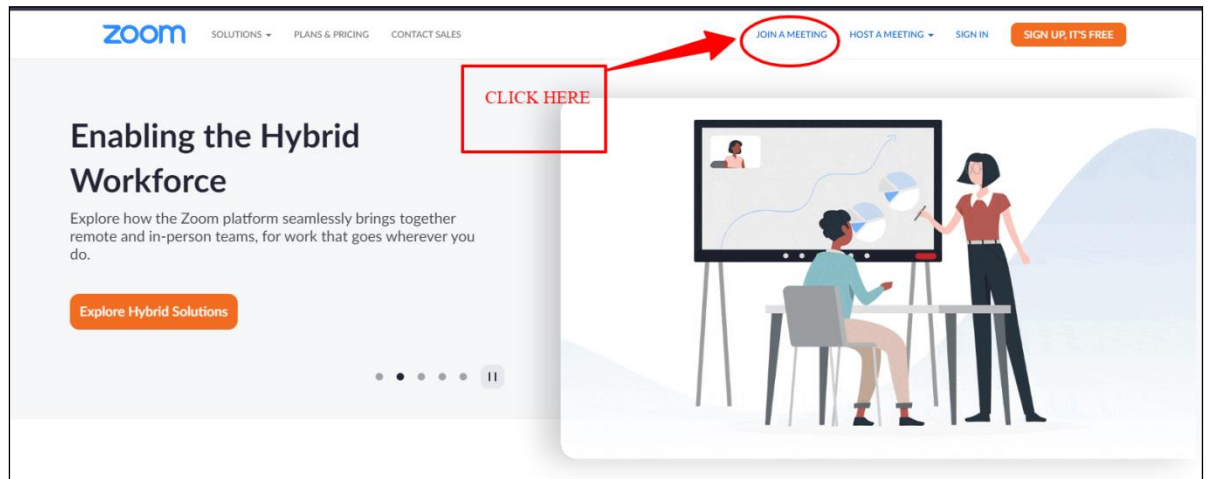 zoom SOLUTIONS PLANS & PRICING CONTACT SALES JOIN A MEETING HOST A MEETING SIGN IN SIGN UP, IT'S FREE
CLICK HERE
Enabling the Hybrid
Workforce
Explore how the Zoom platform seamlessly brings together
remote and in-person teams, for work that goes wherever you
do.
Explore Hybrid Solutions